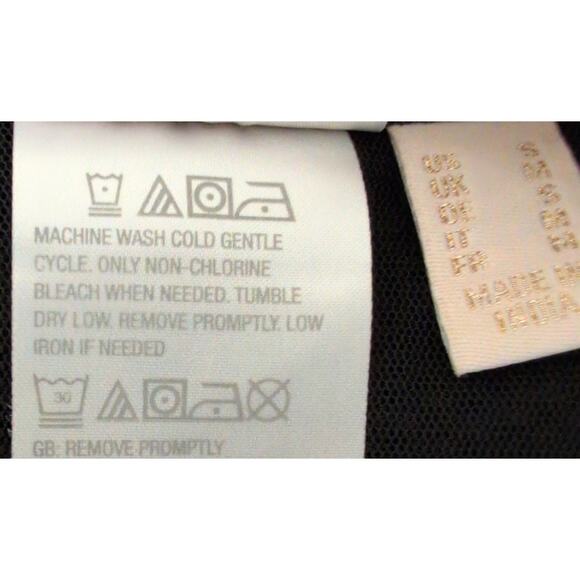 MACHINE WASH COLD GENTLE
CYCLE. ONLY NON-CHLORINE
BLEACH WHEN NEEDED. TUMBLE
DRY LOW. REMOVE PROMPTLY. LOW
IRON IF NEEDED
30
GB: REMOVE PROMPTLY
US S
UK M
DE S
IT M
FR M
MADE IN
INDIA